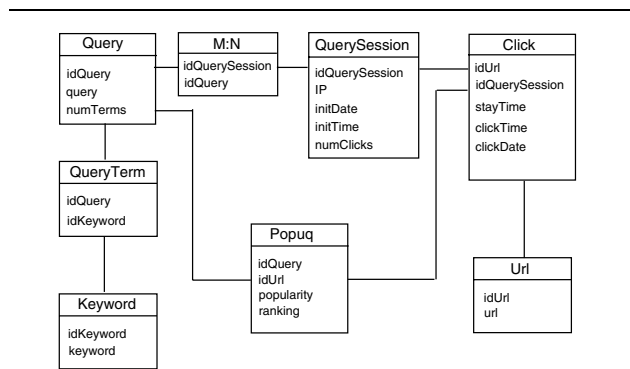 Query
idQuery
query
numTerms
M:N
idQuerySession
idQuery
QuerySession
idQuerySession
IP
initDate
initTime
numClicks
Click
idUrl
idQuerySession
stayTime
clickTime
clickDate
QueryTerm
idQuery
idKeyword
Popuq
idQuery
idUrl
popularity
ranking
Url
idUrl
url
Keyword
idKeyword
keyword